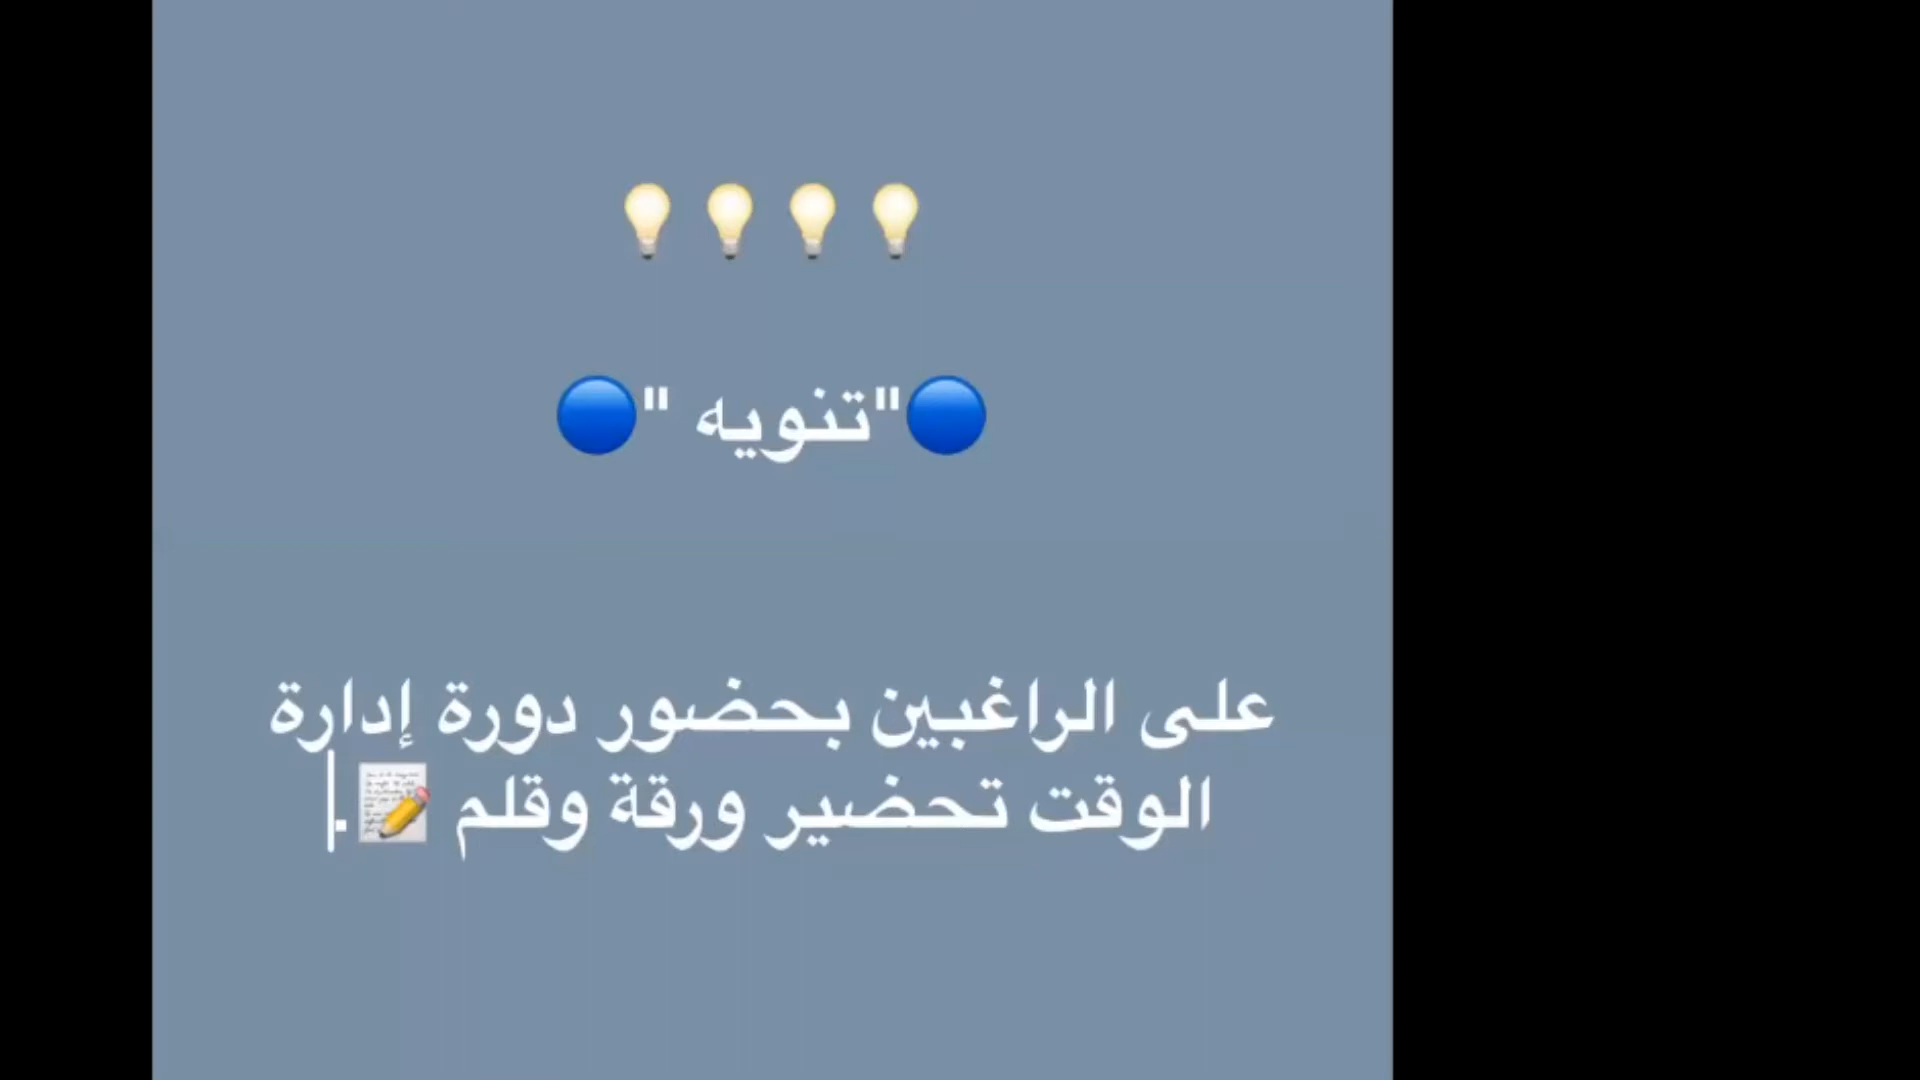 💡 💡 💡 💡
🔵"تنويه "🔵
على الراغبين بحضور دورة إدارة
الوقت تحضير ورقة وقلم 📝.